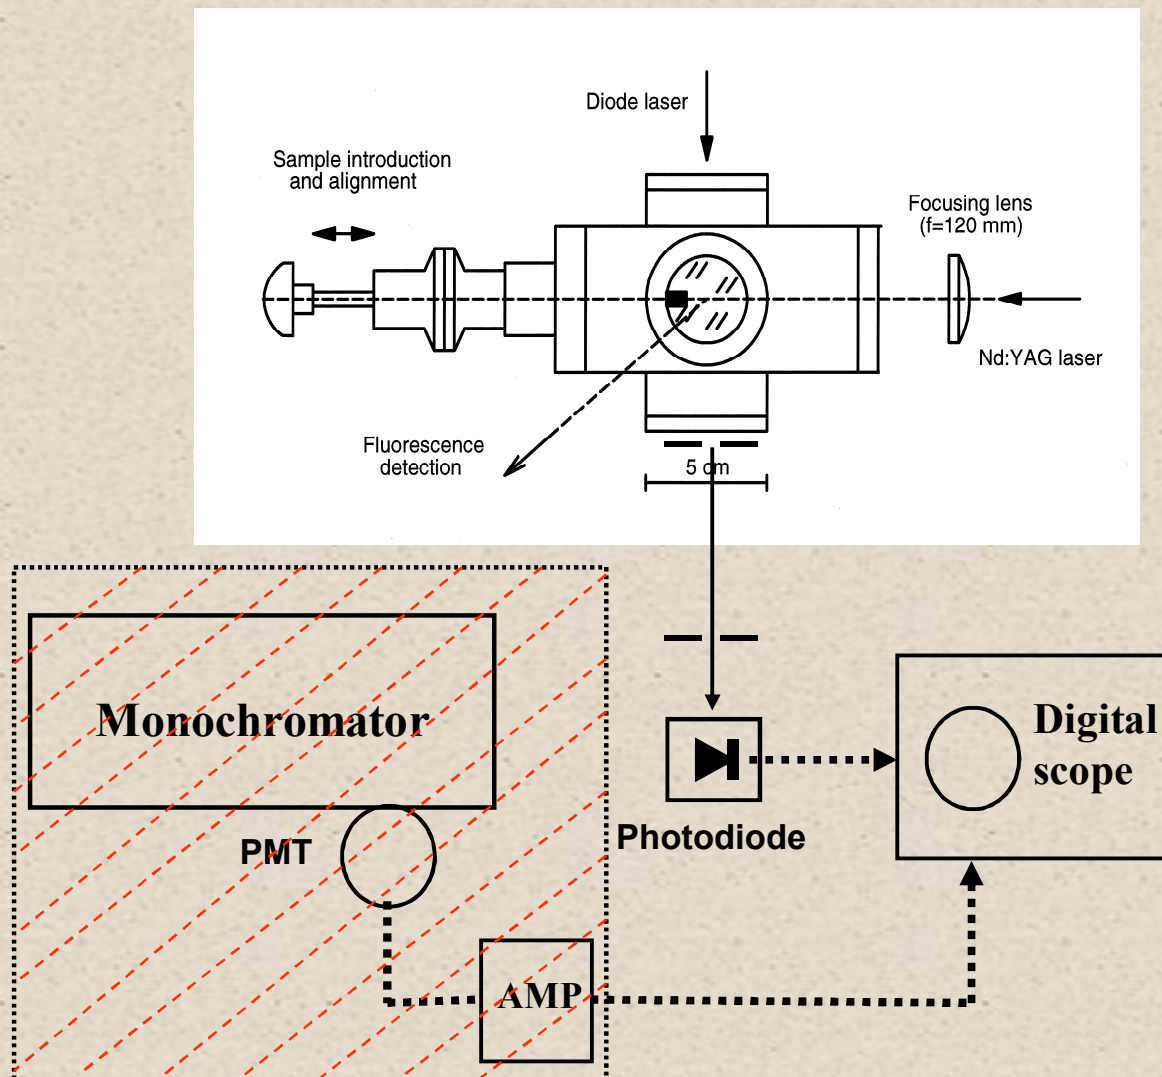 Diode laser
Sample introduction
and alignment
Focusing lens
(f=120 mm)
Nd:YAG laser
Fluorescence
detection
5 cm
Monochromator
Digital
scope
Photodiode
PMT
AMP